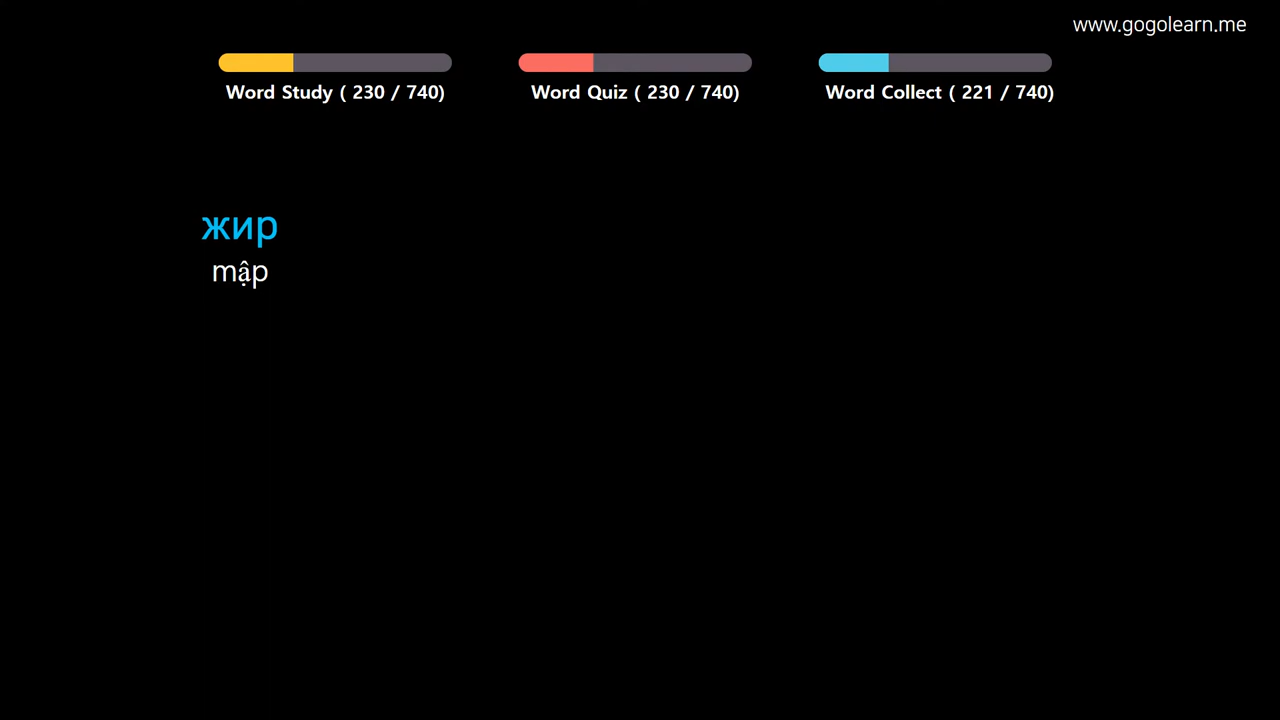 www.gogolearn.me
Word Study ( 230 / 740)
Word Quiz ( 230 / 740)
Word Collect ( 221 / 740)
жир
mập